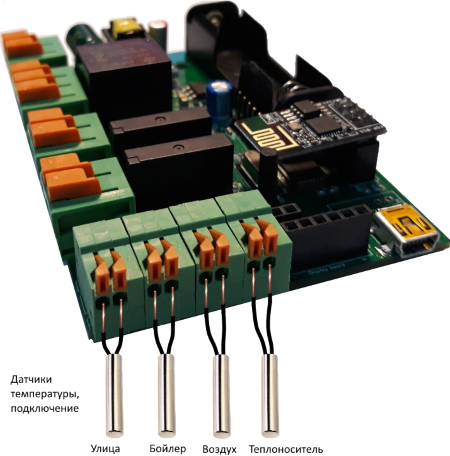 Датчики
температуры,
подключение
Улица Бойлер Воздух Теплоноситель